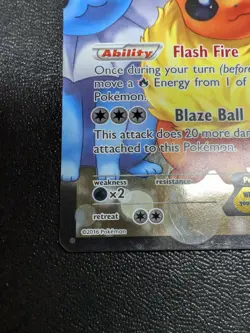 Ability Flash Fire
Once during your turn (before
move a Energy from 1 of
Pokémon.
Blaze Ball
This attack does 20 more dam
attached to this Pokémon.
weakness resistance
×2
retreat
©2016 Pokémon